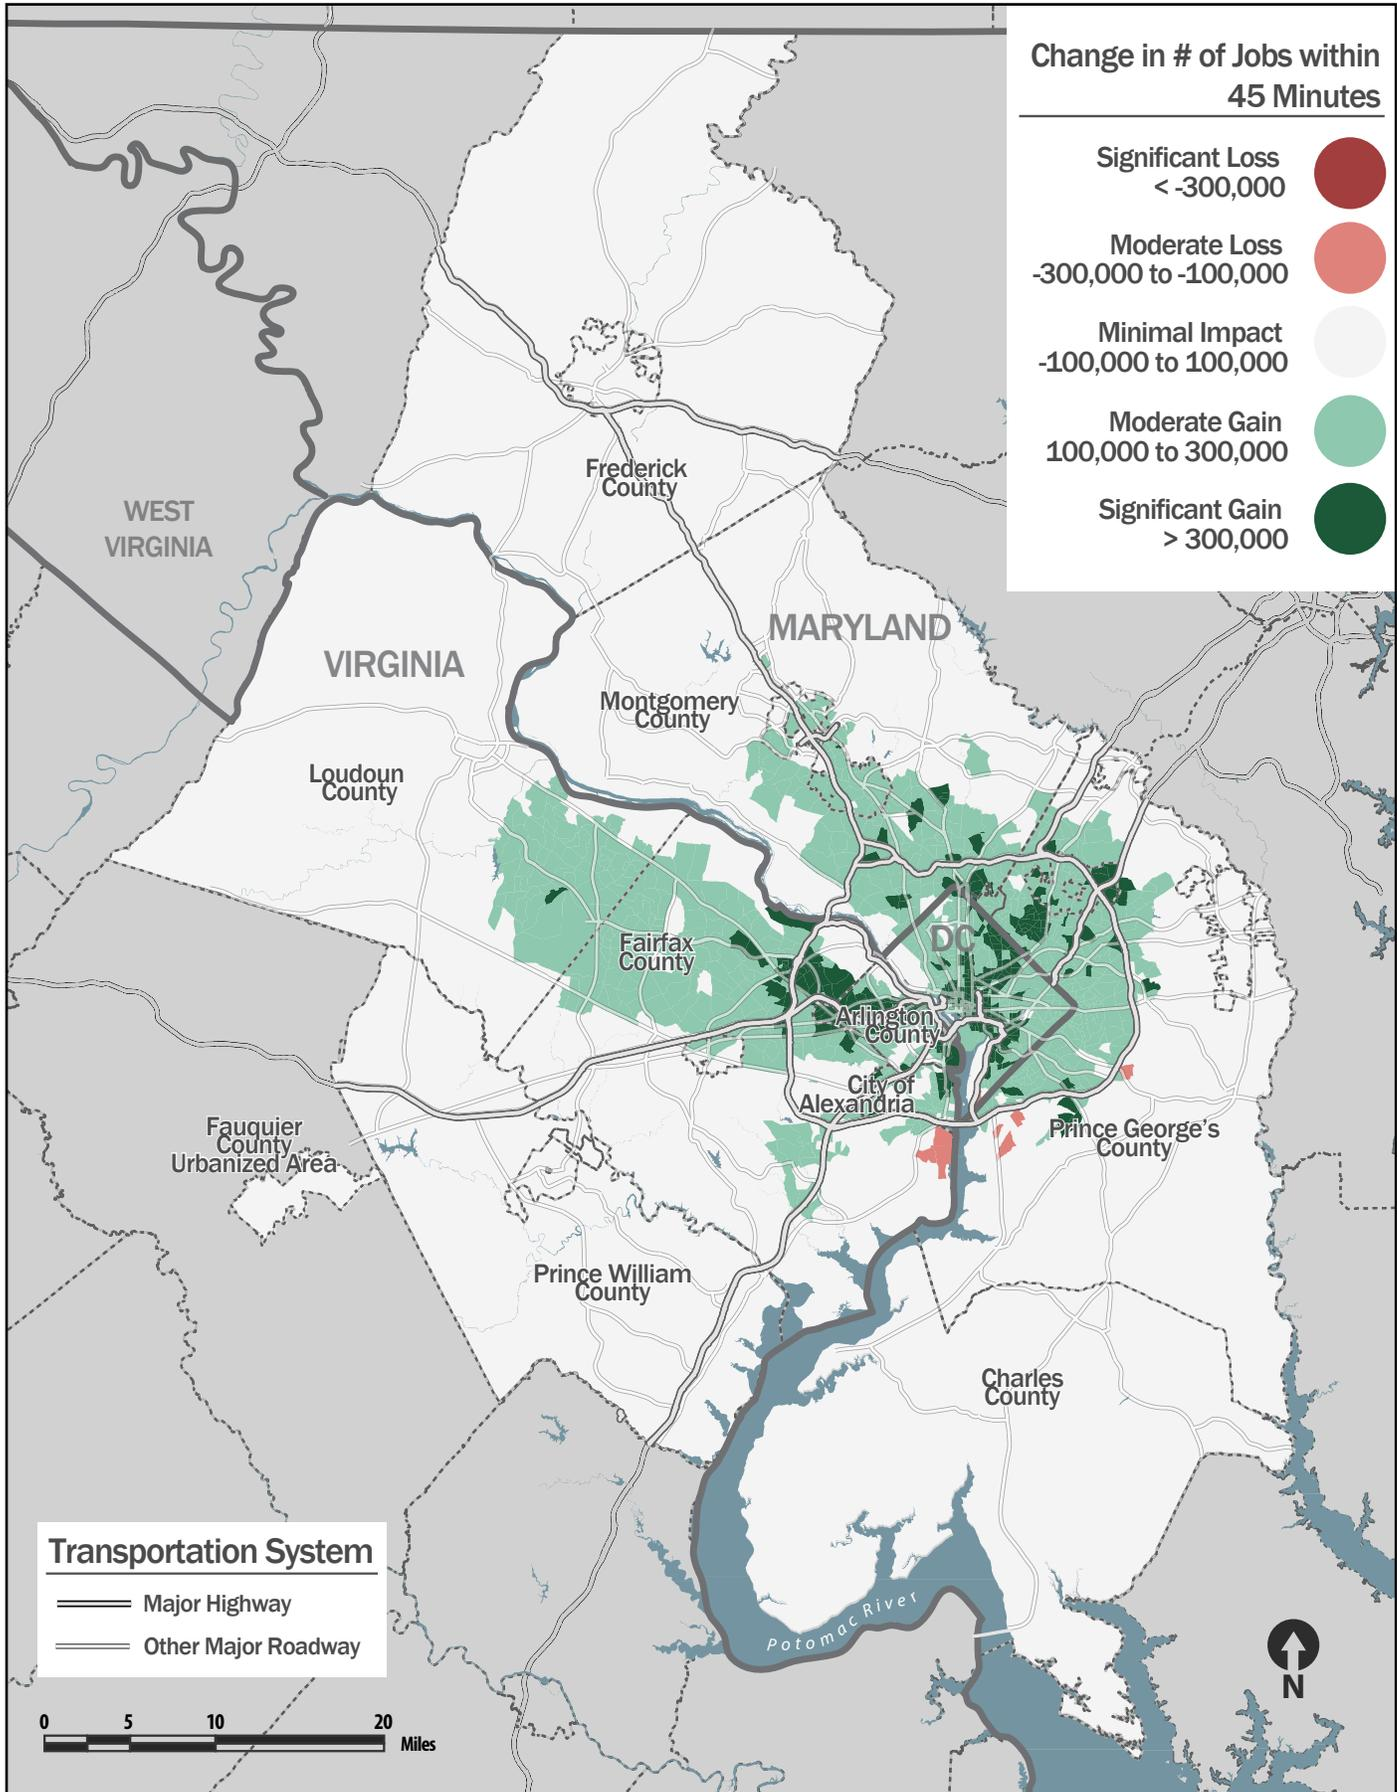 Change in # of Jobs within
45 Minutes
Significant Loss
< -300,000
Moderate Loss
-300,000 to -100,000
Minimal Impact
-100,000 to 100,000
Moderate Gain
100,000 to 300,000
Significant Gain
> 300,000
Frederick
County
WEST
VIRGINIA
MARYLAND
VIRGINIA
Montgomery
County
Loudoun
County
DC
Fairfax
County
Arlington
County
City of
Alexandria
Fauquier
County
Urbanized Area
Prince George's
County
Prince William
County
Charles
County
Potomac River
Transportation System
Major Highway
Other Major Roadway
N
0 5 10 20
Miles